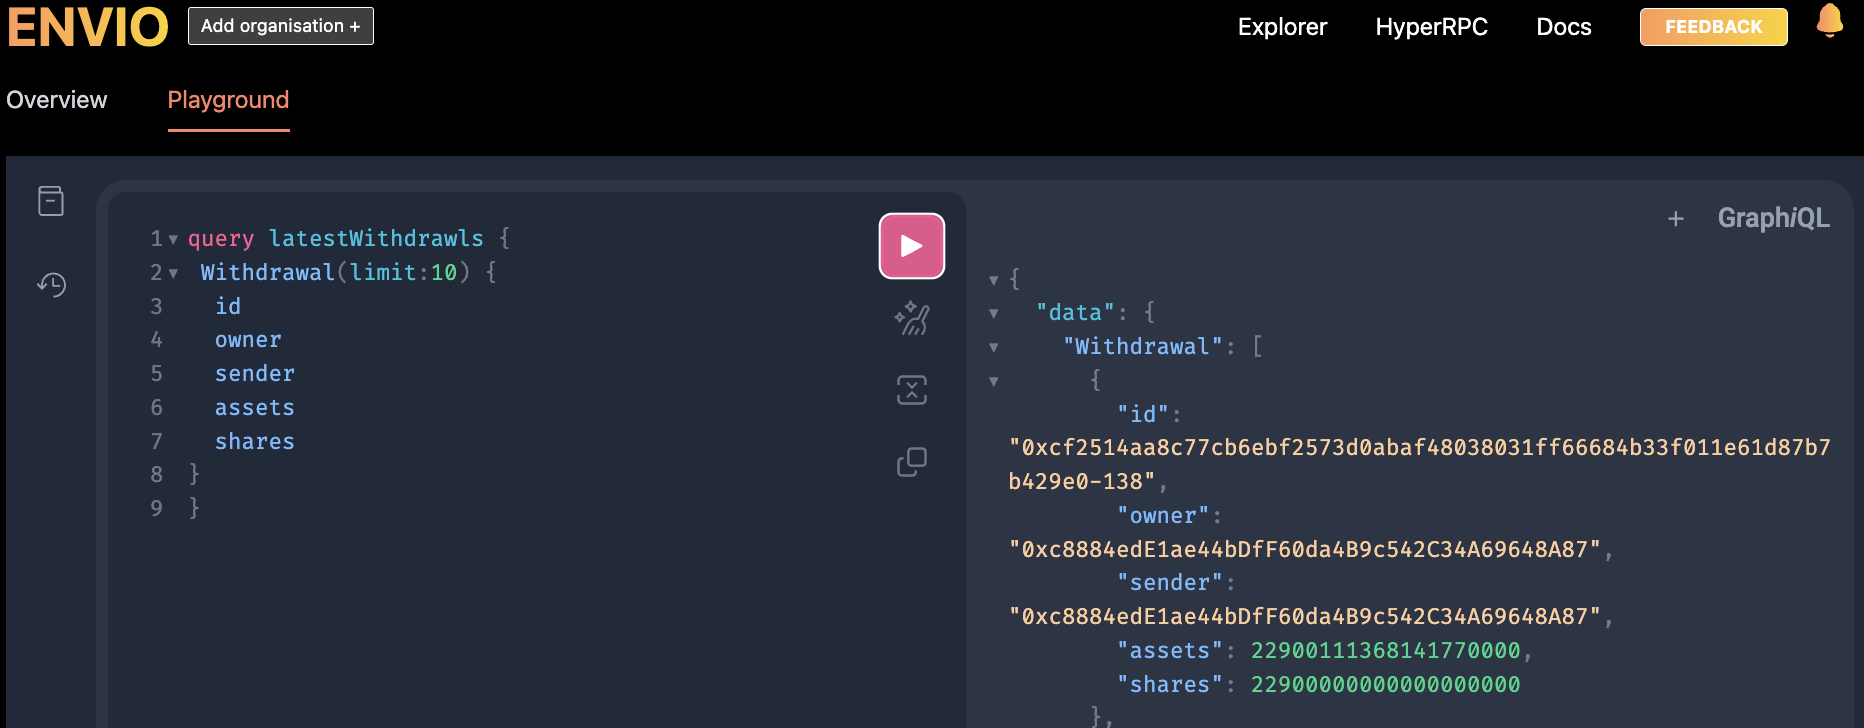 ENVIO
Add organisation +
Explorer
HyperRPC
Docs
FEEDBACK
Overview
Playground
1 query latestWithdrawls {
2 Withdrawal(limit:10) {
3 id
4 owner
5 sender
6 assets
7 shares
8 }
9 }
+ GraphiQL
{
"data": {
"Withdrawal": [
{
"id":
"0xcf2514aa8c77cb6ebf2573d0abaf48038031ff66684b33f011e61d87b7
b429e0-138",
"owner":
"0xc8884edE1ae44bDfF60da4B9c542C34A69648A87",
"sender":
"0xc8884edE1ae44bDfF60da4B9c542C34A69648A87",
"assets": 22900111368141770000,
"shares": 22900000000000000000
},